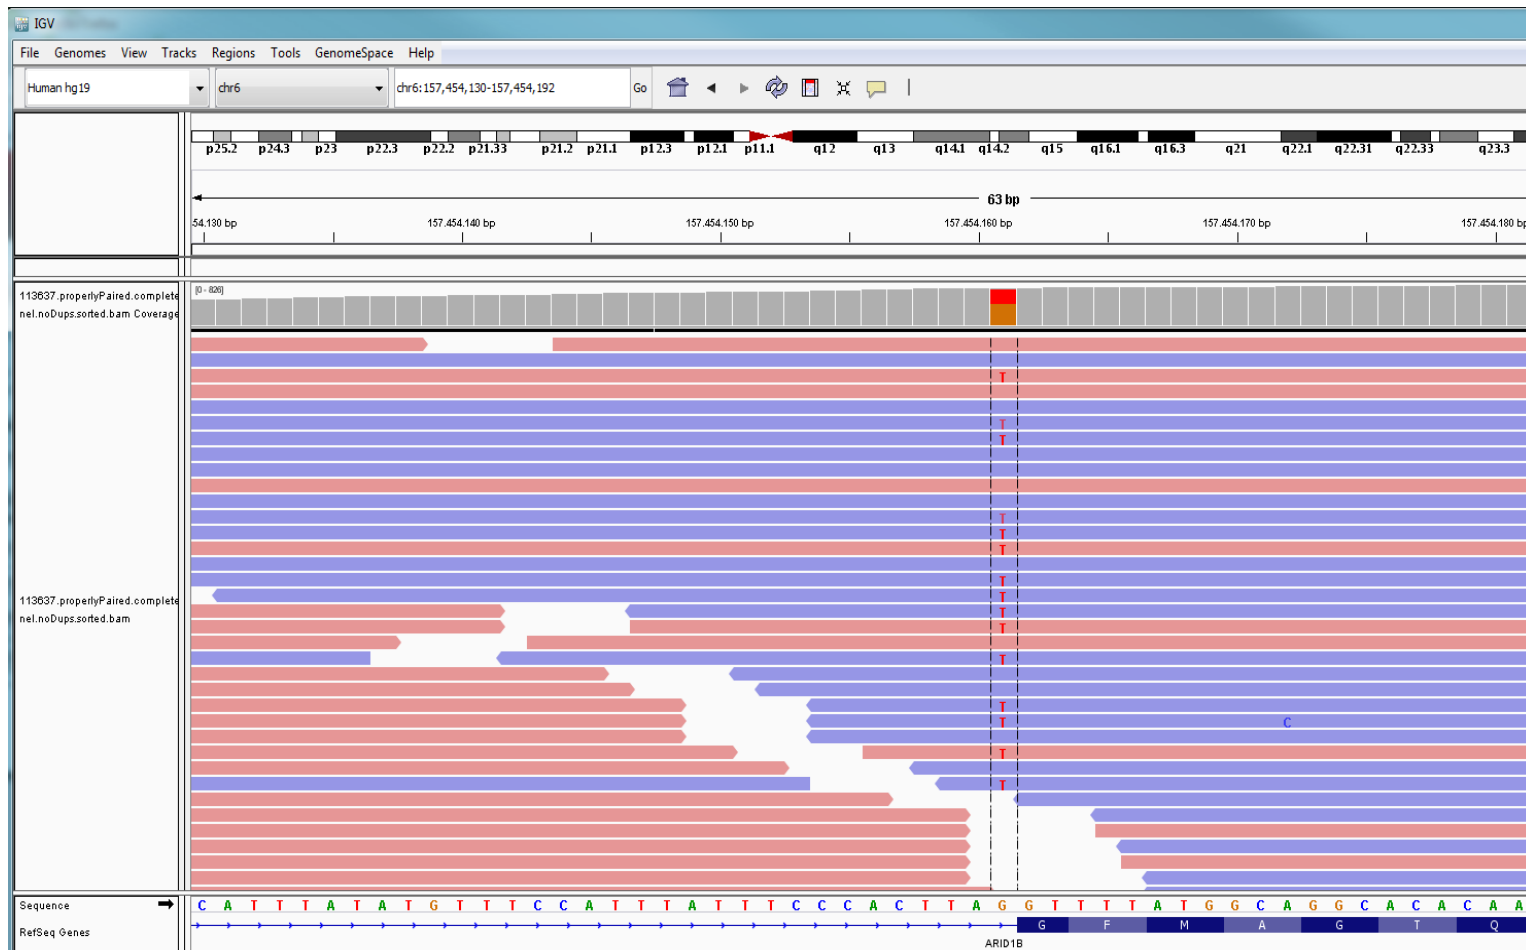 IGV
File Genomes View Tracks Regions Tools GenomeSpace Help
Human hg19 chr6 chr6:157,454,130-157,454,192 Go
p25.2 p24.3 p23 p22.3 p22.2 p21.33 p21.2 p21.1 p12.3 p12.1 p11.1 q12 q13 q14.1 q14.2 q15 q16.1 q16.3 q21 q22.1 q22.31 q22.33 q23.3
63 bp
54.130 bp 157.454.140 bp 157.454.150 bp 157.454.160 bp 157.454.170 bp 157.454.180 bp
113637.properlyPaired.complete [0 - 826]
nel.noDups.sorted.bam Coverage
T
T
T
T
T
T
T
T
113637.properlyPaired.complete T
nel.noDups.sorted.bam T
T
T
T
T C
T
T
Sequence C A T T T A T A T G T T T C C A T T T A T T T C C C A C T T A G G T T T T A T G G C A G G C A C A C A A
RefSeq Genes G F M A G T Q
ARID1B